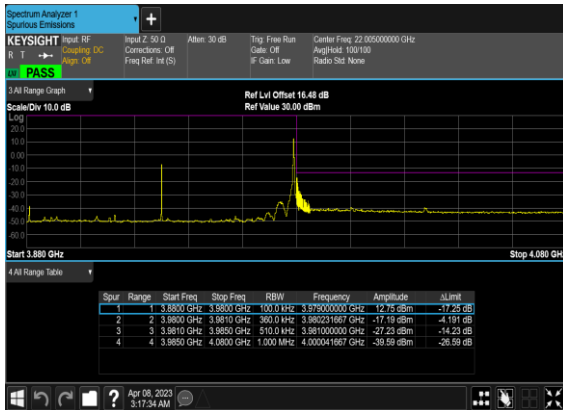 Spectrum Analyzer 1
Spurious Emissions
KEYSIGHT Input: RF Input Z: 50 Ω Atten: 30 dB Trig: Free Run Center Freq: 22.005000000 GHz
R T Coupling: DC Corrections: Off Gate: Off Avg|Hold: 100/100
Align: Off Freq Ref: Int (S) IF Gain: Low Radio Std: None
LNI PASS
3 All Range Graph
Ref Lvl Offset 16.48 dB
Scale/Div 10.0 dB Ref Value 30.00 dBm
Log
20.0
10.0
0.00
-10.0
-20.0
-30.0
-40.0
-50.0
-60.0
Start 3.880 GHz Stop 4.080 GH
4 All Range Table
Spur Range Start Freq Stop Freq RBW Frequency Amplitude ΔLimit
1 1 3.8800 GHz 3.9800 GHz 100.0 kHz 3.979000000 GHz 12.75 dBm -17.25 dB
2 2 3.9800 GHz 3.9810 GHz 360.0 kHz 3.980231667 GHz -17.19 dBm -4.191 dB
3 3 3.9810 GHz 3.9850 GHz 510.0 kHz 3.981000000 GHz -27.23 dBm -14.23 dB
4 4 3.9850 GHz 4.0800 GHz 1.000 MHz 4.000041667 GHz -39.59 dBm -26.59 dB
Apr 08, 2023
3:17:34 AM